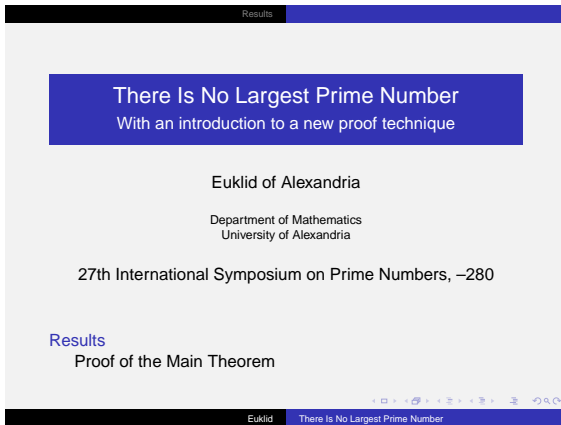 Results
There Is No Largest Prime Number
With an introduction to a new proof technique
Euklid of Alexandria
Department of Mathematics
University of Alexandria
27th International Symposium on Prime Numbers, –280
Results
Proof of the Main Theorem
Euklid There Is No Largest Prime Number